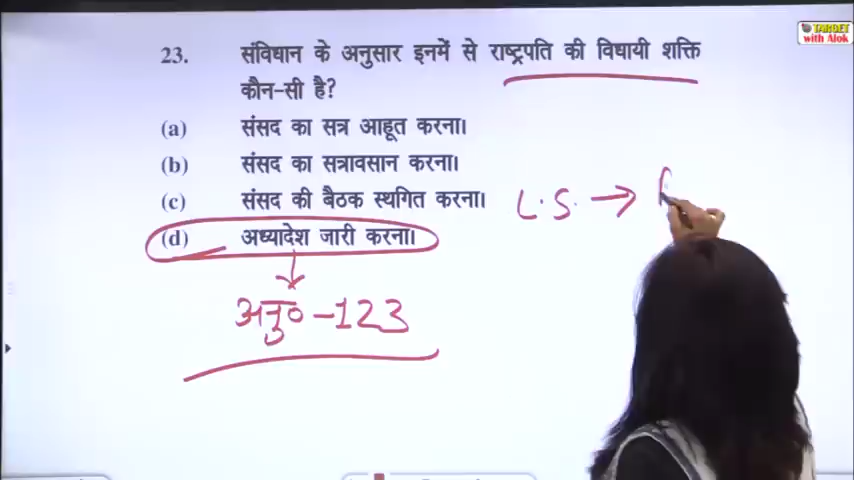 TARGET
with Alok
23. संविधान के अनुसार इनमें से राष्ट्रपति की विधायी शक्ति
कौन-सी है?
(a) संसद का सत्र आहूत करना।
(b) संसद का सत्रावसान करना।
(c) संसद की बैठक स्थगित करना। L.S. →
(d) अध्यादेश जारी करना।
अनु० -123